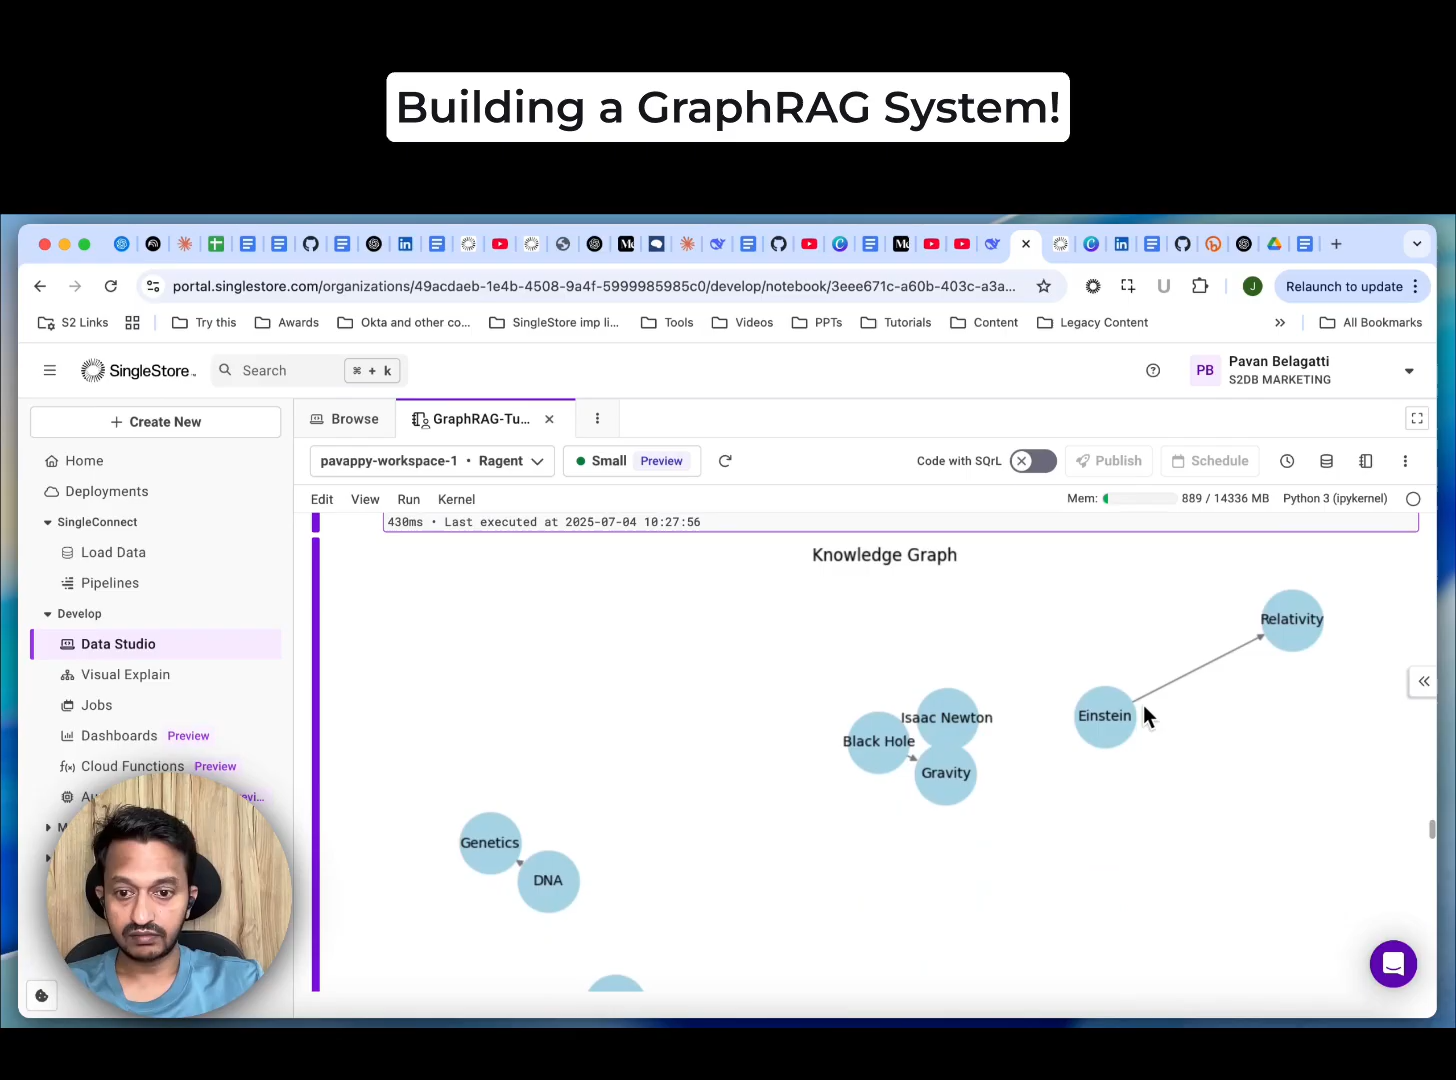 Building a GraphRAG System!
portal.singlestore.com/organizations/49acdaeb-1e4b-4508-9a4f-5999985985c0/develop/notebook/3eee671c-a60b-403c-a3a...
J
Relaunch to update
S2 Links
Try this
Awards
Okta and other co...
SingleStore imp li...
Tools
Videos
PPTs
Tutorials
Content
Legacy Content
All Bookmarks
SingleStore
Search
⌘ + k
PB
Pavan Belagatti
S2DB MARKETING
+ Create New
Home
Deployments
SingleConnect
Load Data
Pipelines
Develop
Data Studio
Visual Explain
Jobs
Dashboards Preview
Cloud Functions Preview
Browse
GraphRAG-Tu...
pavappy-workspace-1 • Ragent
Small Preview
Code with SQrL
Publish
Schedule
Edit View Run Kernel
Mem: 889 / 14336 MB Python 3 (ipykernel)
430ms • Last executed at 2025-07-04 10:27:56
Knowledge Graph
Relativity
Einstein
Isaac Newton
Black Hole
Gravity
Genetics
DNA